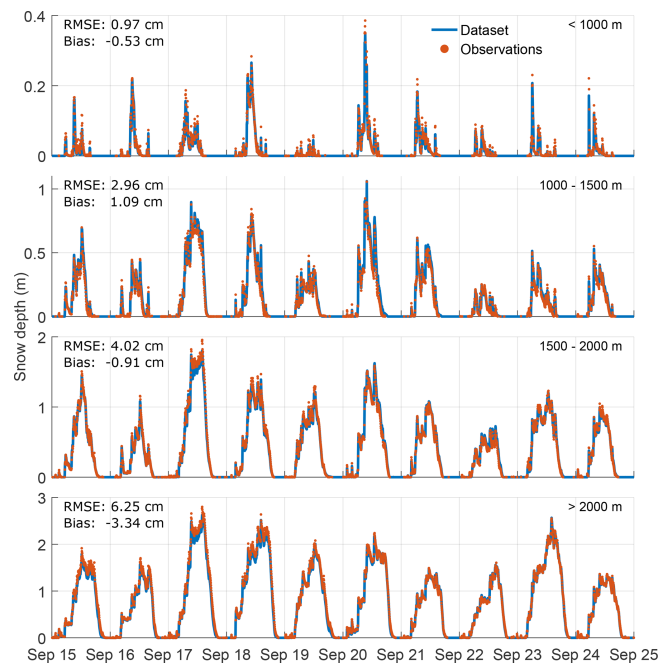 0.4
RMSE: 0.97 cm
Bias: -0.53 cm
Dataset
Observations
< 1000 m
0.2
0
RMSE: 2.96 cm
Bias: 1.09 cm
1000 - 1500 m
1
0.5
0
Snow depth (m)
2
RMSE: 4.02 cm
Bias: -0.91 cm
1500 - 2000 m
1
0
3
RMSE: 6.25 cm
Bias: -3.34 cm
> 2000 m
2
1
0
Sep 15 Sep 16 Sep 17 Sep 18 Sep 19 Sep 20 Sep 21 Sep 22 Sep 23 Sep 24 Sep 25